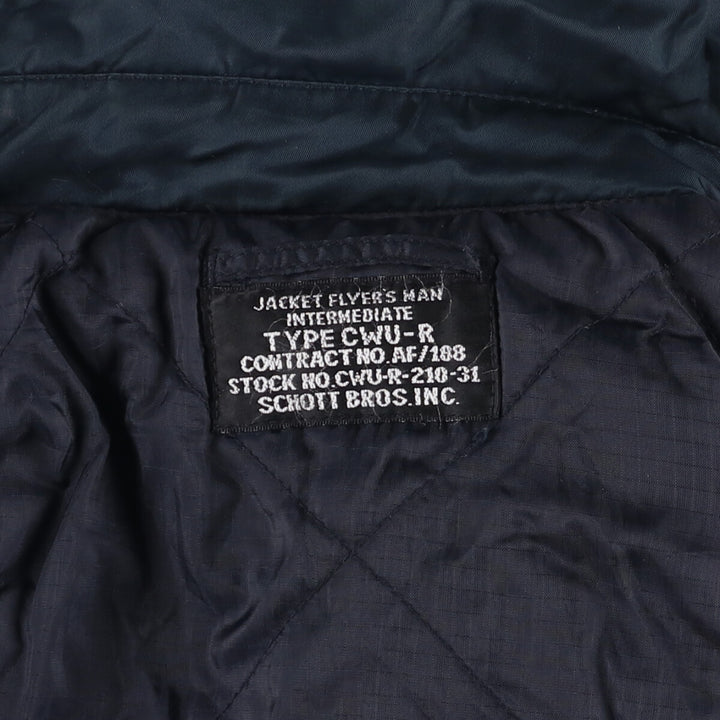 JACKET FLYER'S MAN
INTERMEDIATE
TYPE CWU-R
CONTRACT NO. AF/188
STOCK NO. CWU-R-210-31
SCHOTT BROS. INC.